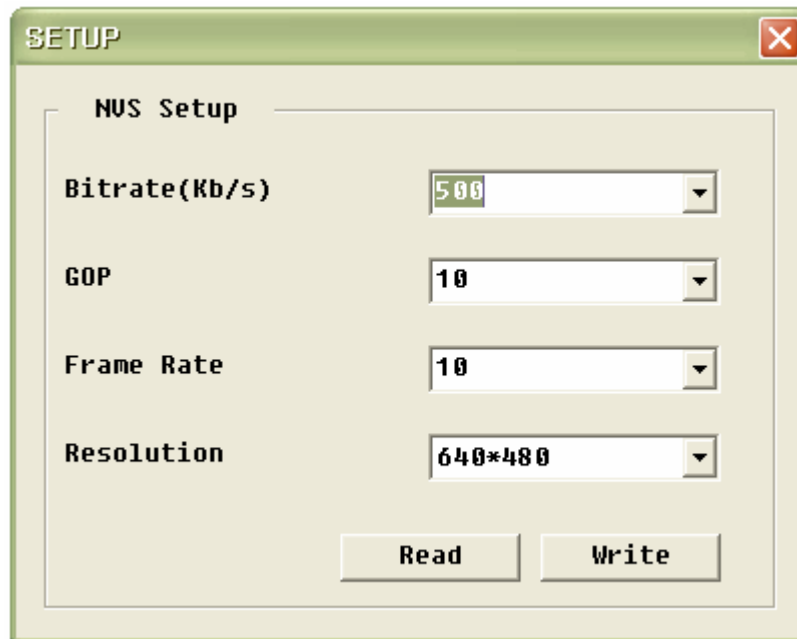 SETUP
NVS Setup
Bitrate(Kb/s) 500
GOP 10
Frame Rate 10
Resolution 640*480
Read Write